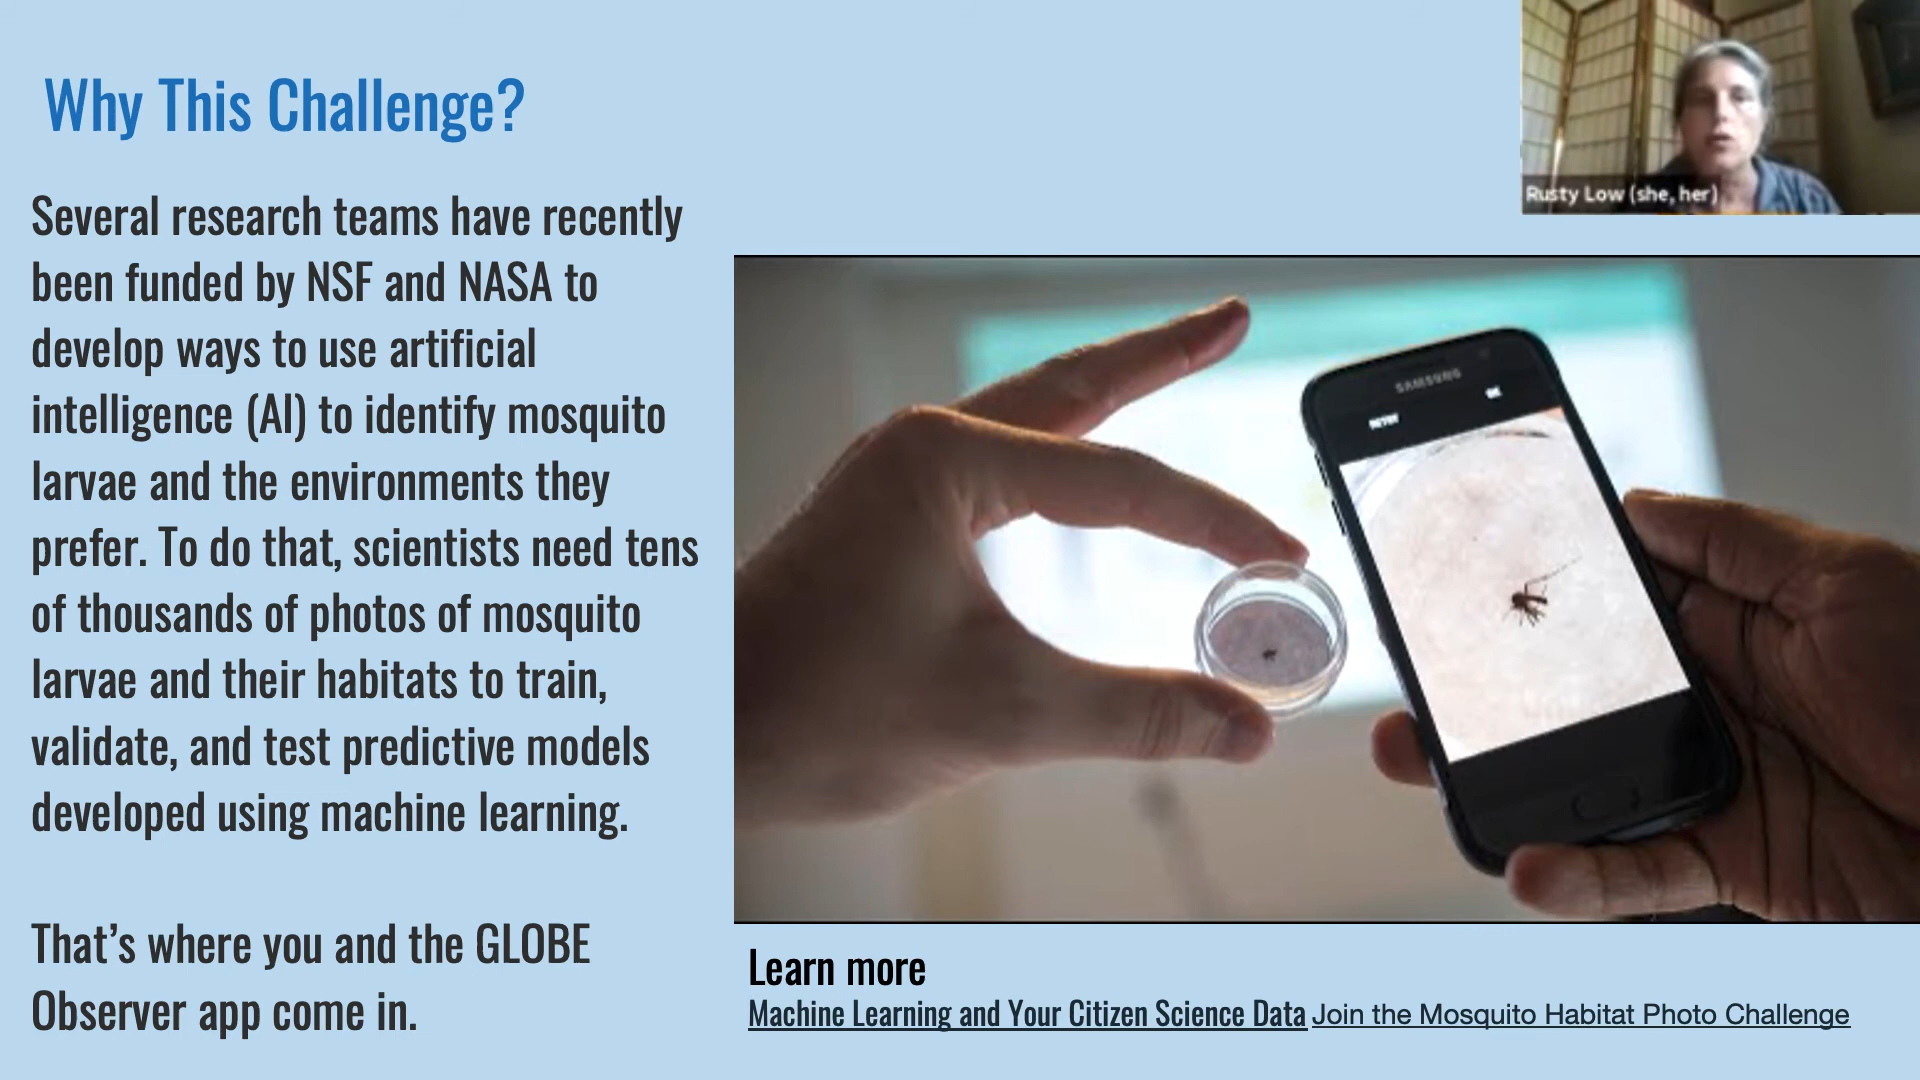 Why This Challenge?
Rusty Low (she, her)
Several research teams have recently
been funded by NSF and NASA to
develop ways to use artificial
intelligence (AI) to identify mosquito
larvae and the environments they
prefer. To do that, scientists need tens
of thousands of photos of mosquito
larvae and their habitats to train,
validate, and test predictive models
developed using machine learning.
That’s where you and the GLOBE
Observer app come in.
SAMSUNG
Learn more
Machine Learning and Your Citizen Science Data Join the Mosquito Habitat Photo Challenge